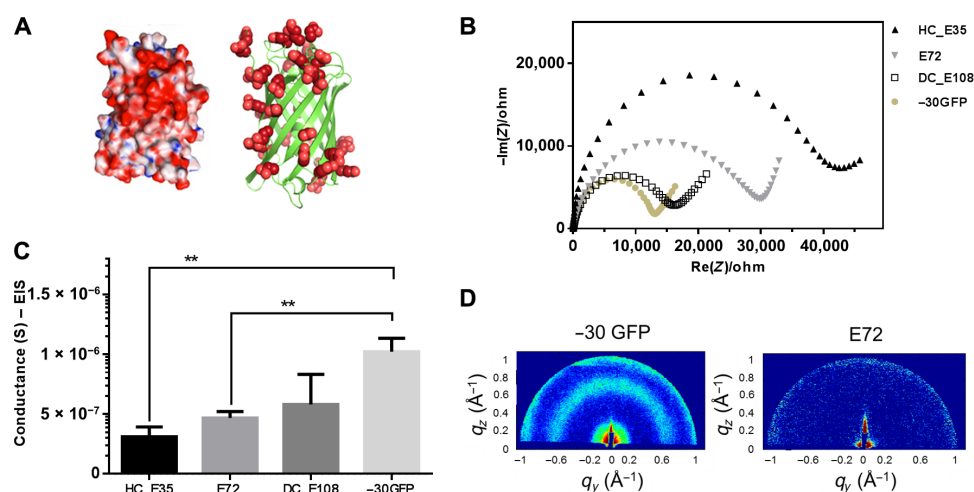 A
B
20,000
10,000
0
0
10,000
20,000
30,000
40,000
–Im(Z)/ohm
Re(Z)/ohm
HC_E35
E72
DC_E108
–30GFP
C
Conductance (S) – EIS
1.5 × 10⁻⁶
1 × 10⁻⁶
5 × 10⁻⁷
0
**
**
HC_E35
E72
DC_E108
–30GFP
D
–30 GFP
q_z (Å⁻¹)
1
0.8
0.6
0.4
0.2
0
–1
–0.6
–0.2
0
0.2
0.6
1
q_y (Å⁻¹)
E72
q_z (Å⁻¹)
1
0.8
0.6
0.4
0.2
0
–1
–0.6
–0.2
0
0.2
0.6
1
q_y (Å⁻¹)